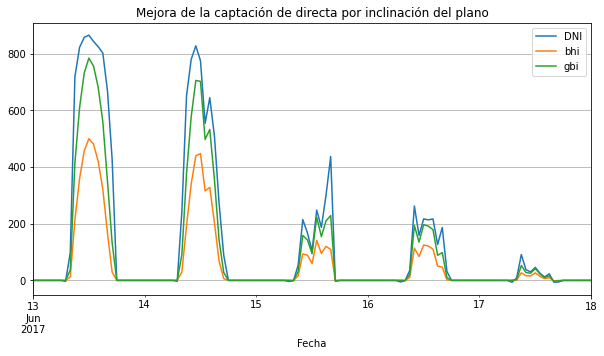 Mejora de la captación de directa por inclinación del plano
DNI
bhi
gbi
800
600
400
200
0
13 14 15 16 17 18
Jun
2017
Fecha